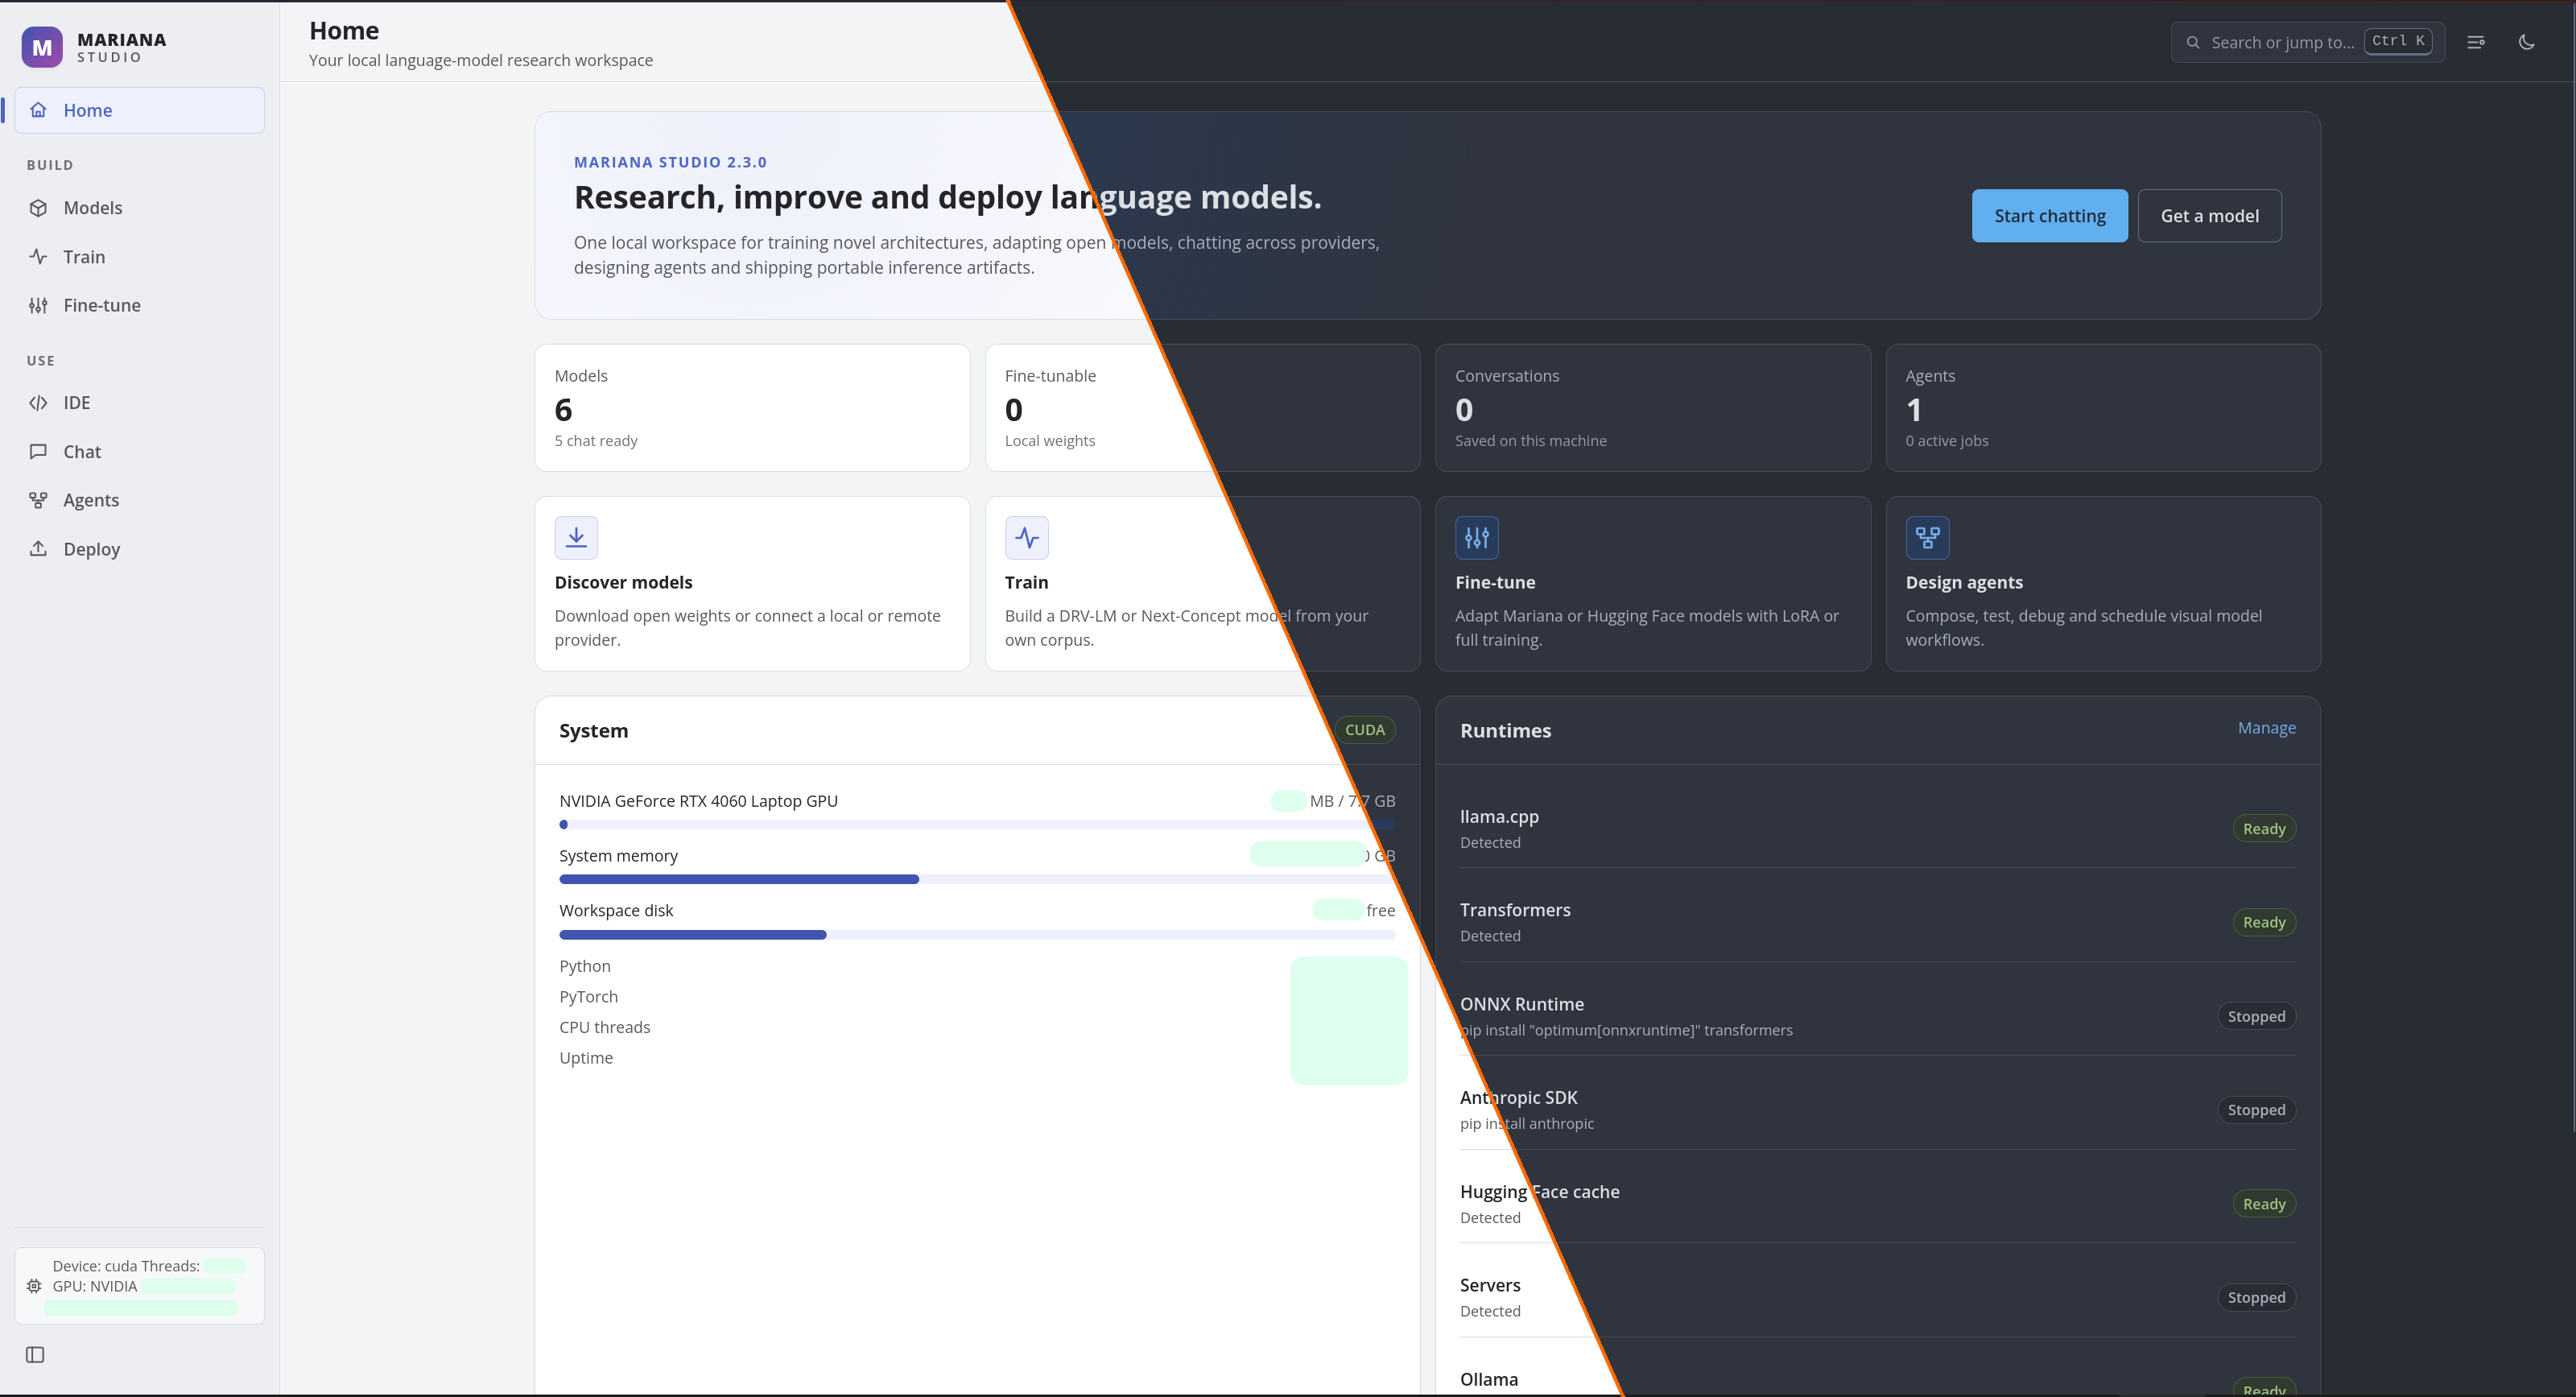 M
MARIANA
STUDIO
Home
BUILD
Models
Train
Fine-tune
USE
IDE
Chat
Agents
Deploy
Device: cuda Threads:
GPU: NVIDIA
Home
Your local language-model research workspace
Search or jump to... Ctrl K
MARIANA STUDIO 2.3.0
Research, improve and deploy language models.
One local workspace for training novel architectures, adapting open models, chatting across providers,
designing agents and shipping portable inference artifacts.
Start chatting
Get a model
Models
6
5 chat ready
Fine-tunable
0
Local weights
Conversations
0
Saved on this machine
Agents
1
0 active jobs
Discover models
Download open weights or connect a local or remote
provider.
Train
Build a DRV-LM or Next-Concept model from your
own corpus.
Fine-tune
Adapt Mariana or Hugging Face models with LoRA or
full training.
Design agents
Compose, test, debug and schedule visual model
workflows.
System
CUDA
NVIDIA GeForce RTX 4060 Laptop GPU
MB / 7.7 GB
System memory
GB
Workspace disk
free
Python
PyTorch
CPU threads
Uptime
Runtimes
Manage
llama.cpp
Detected
Ready
Transformers
Detected
Ready
ONNX Runtime
pip install "optimum[onnxruntime]" transformers
Stopped
Anthropic SDK
pip install anthropic
Stopped
Hugging Face cache
Detected
Ready
Servers
Detected
Stopped
Ollama
Ready